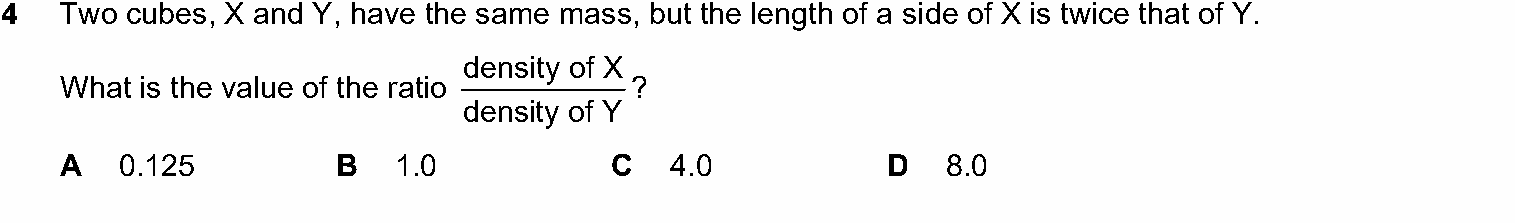 4 Two cubes, X and Y, have the same mass, but the length of a side of X is twice that of Y.
What is the value of the ratio density of X / density of Y ?
A 0.125 B 1.0 C 4.0 D 8.0